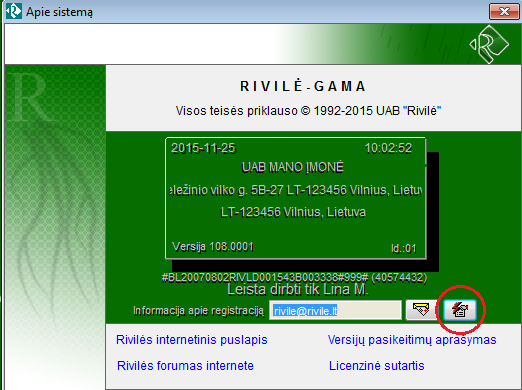 Apie sistemą
R
R I V I L Ė - G A M A
Visos teisės priklauso © 1992-2015 UAB "Rivilė"
2015-11-25 10:02:52
UAB MANO ĮMONĖ
eležinio vilko g. 5B-27 LT-123456 Vilnius, Lietuv
LT-123456 Vilnius, Lietuva
Versija 108.0001 Id.:01
#BL20070802RIVLD001543B003338#999# (40574432)
Leista dirbti tik Lina M.
Informacija apie registraciją rivile@rivile.lt
Rivilės internetinis puslapis Versijų pasikeitimų aprašymas
Rivilės forumas internete Licenzinė sutartis